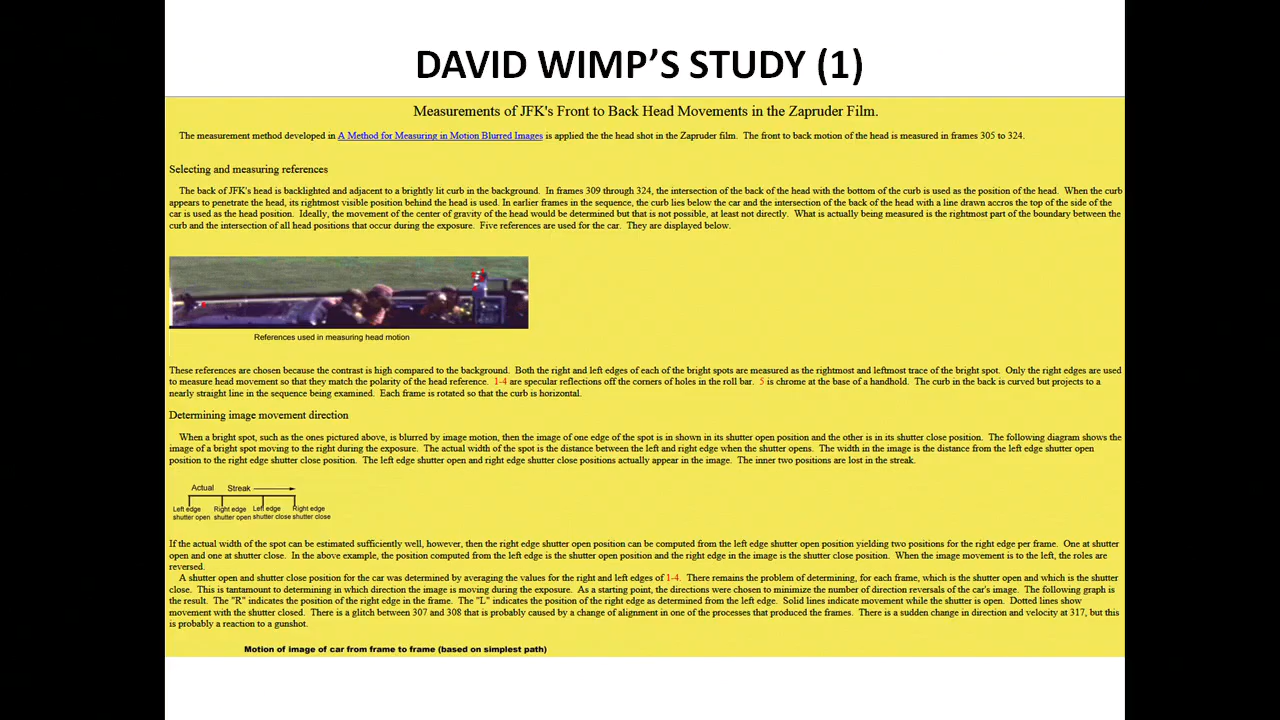 DAVID WIMP'S STUDY (1)
Measurements of JFK's Front to Back Head Movements in the Zapruder Film.
The measurement method developed in A Method for Measuring in Motion Blurred Images is applied the the head shot in the Zapruder film. The front to back motion of the head is measured in frames 305 to 324.
Selecting and measuring references
The back of JFK's head is backlighted and adjacent to a brightly lit curb in the background. In frames 309 through 324, the intersection of the back of the head with the bottom of the curb is used as the position of the head. When the curb
appears to penetrate the head, its rightmost visible position behind the head is used. In earlier frames in the sequence, the curb lies below the car and the intersection of the back of the head with a line drawn accros the top of the side of the
car is used as the head position. Ideally, the movement of the center of gravity of the head would be determined but that is not possible, at least not directly. What is actually being measured is the rightmost part of the boundary between the
curb and the intersection of all head positions that occur during the exposure. Five references are used for the car. They are displayed below.
References used in measuring head motion
These references are chosen because the contrast is high compared to the background. Both the right and left edges of each of the bright spots are measured as the rightmost and leftmost trace of the bright spot. Only the right edges are used
to measure head movement so that they match the polarity of the head reference. 1-4 are specular reflections off the corners of holes in the roll bar. 5 is chrome at the base of a handhold. The curb in the back is curved but projects to a
nearly straight line in the sequence being examined. Each frame is rotated so that the curb is horizontal.
Determining image movement direction
When a bright spot, such as the ones pictured above, is blurred by image motion, then the image of one edge of the spot is in shown in its shutter open position and the other is in its shutter close position. The following diagram shows the
image of a bright spot moving to the right during the exposure. The actual width of the spot is the distance between the left and right edge when the shutter opens. The width in the image is the distance from the left edge shutter open
position to the right edge shutter close position. The left edge shutter open and right edge shutter close positions actually appear in the image. The inner two positions are lost in the streak.
Actual Streak
Left edge Right edge Left edge Right edge
shutter open shutter open shutter close shutter close
If the actual width of the spot can be estimated sufficiently well, however, then the right edge shutter open position can be computed from the left edge shutter open position yielding two positions for the right edge per frame. One at shutter
open and one at shutter close. In the above example, the position computed from the left edge is the shutter open position and the right edge in the image is the shutter close position. When the image movement is to the left, the roles are
reversed.
A shutter open and shutter close position for the car was determined by averaging the values for the right and left edges of 1-4. There remains the problem of determining, for each frame, which is the shutter open and which is the shutter
close. This is tantamount to determining in which direction the image is moving during the exposure. As a starting point, the directions were chosen to minimize the number of direction reversals of the car's image. The following graph is
the result. The "R" indicates the position of the right edge in the frame. The "L" indicates the position of the right edge as determined from the left edge. Solid lines indicate movement while the shutter is open. Dotted lines show
movement with the shutter closed. There is a glitch between 307 and 308 that is probably caused by a change of alignment in one of the processes that produced the frames. There is a sudden change in direction and velocity at 317, but this
is probably a reaction to a gunshot.
Motion of image of car from frame to frame (based on simplest path)